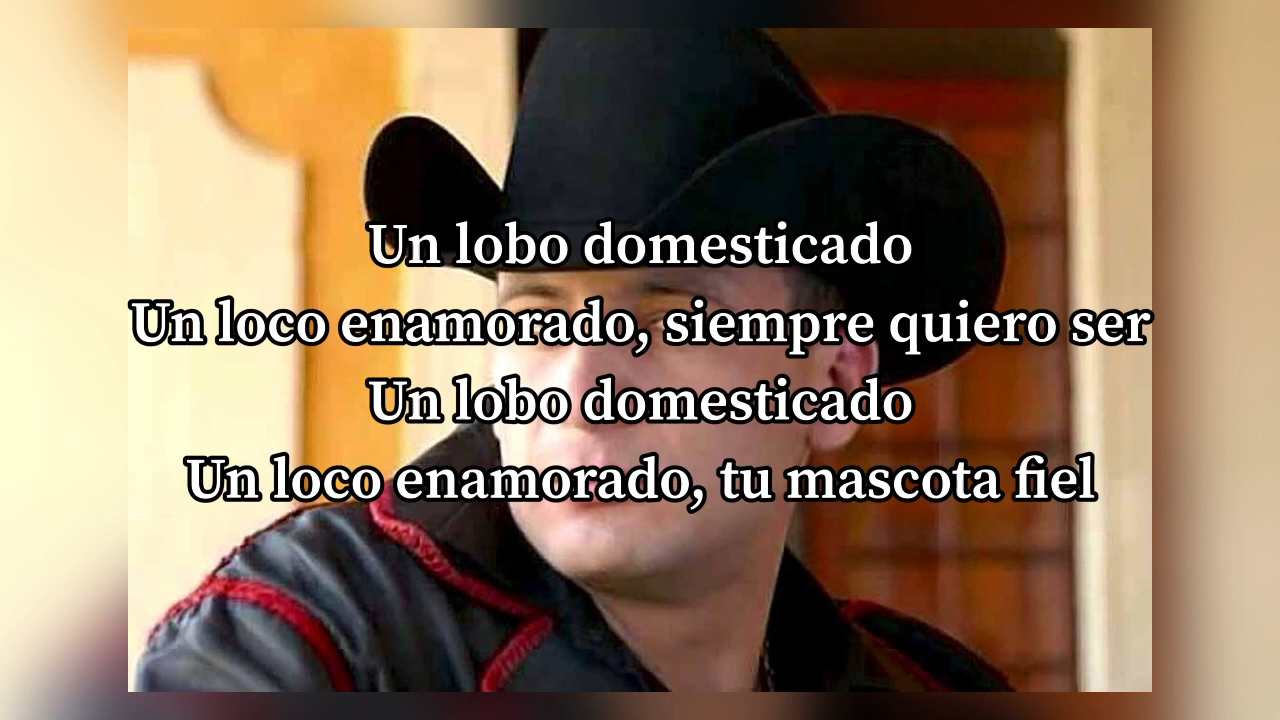 Un lobo domesticado
Un loco enamorado, siempre quiero ser
Un lobo domesticado
Un loco enamorado, tu mascota fiel